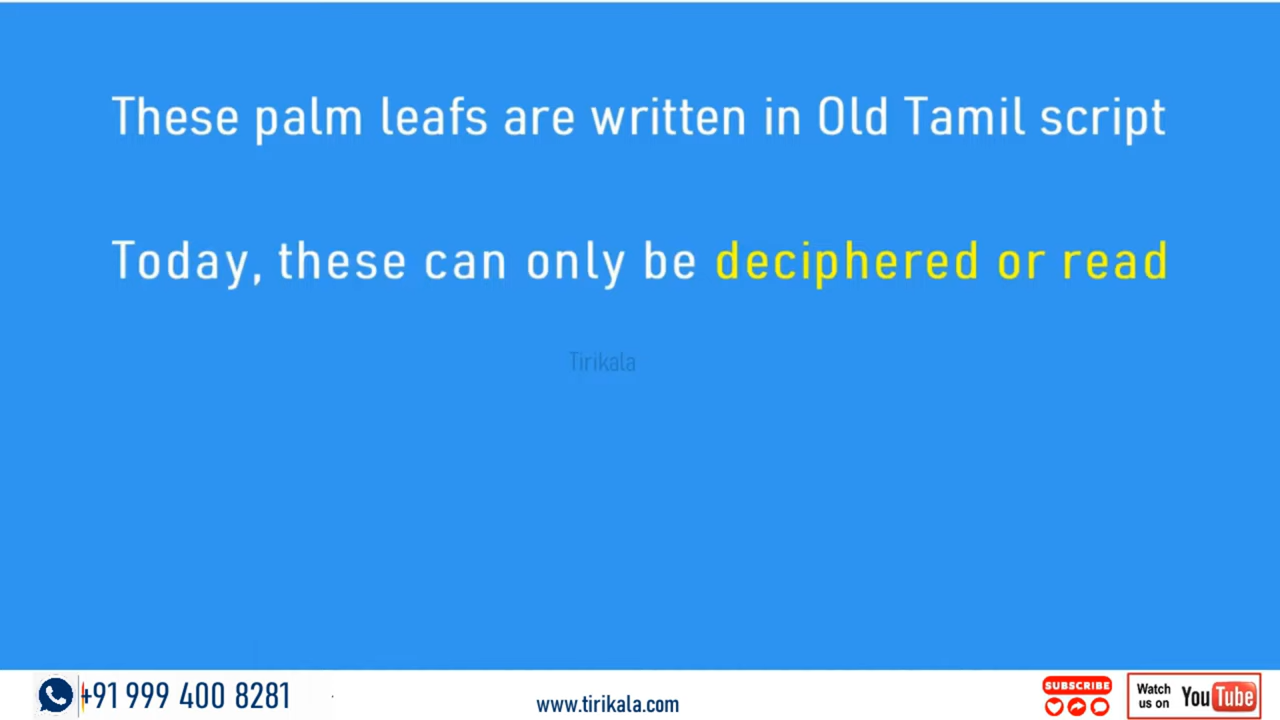 These palm leafs are written in Old Tamil script
Today, these can only be deciphered or read
Tirikala
+91 999 400 8281
www.tirikala.com
SUBSCRIBE
Watch
us on
YouTube